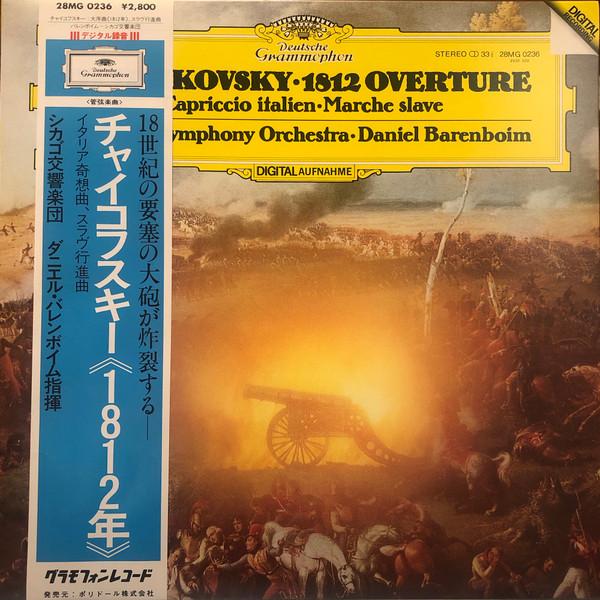 28MG 0236 ¥2,800
チャイコフスキー:大序曲《1812年》、スラヴ行進曲
バレンボイム-シカゴ交響楽団
デジタル録音
Deutsche
Grammophon
〈管弦楽曲〉
18世紀の要塞の大砲が炸裂する──
チャイコフスキー《1812年》
イタリア奇想曲、スラヴ行進曲
シカゴ交響楽団 ダニエル・バレンボイム指揮
グラモフォンレコード
発売元:ポリドール株式会社
Deutsche
Grammophon
STEREO 33 28MG 0236
KOVSKY·1812 OVERTURE
Capriccio italien·Marche slave
ymphony Orchestra·Daniel Barenboim
DIGITAL AUFNAHME
DIGITAL
RECORDING